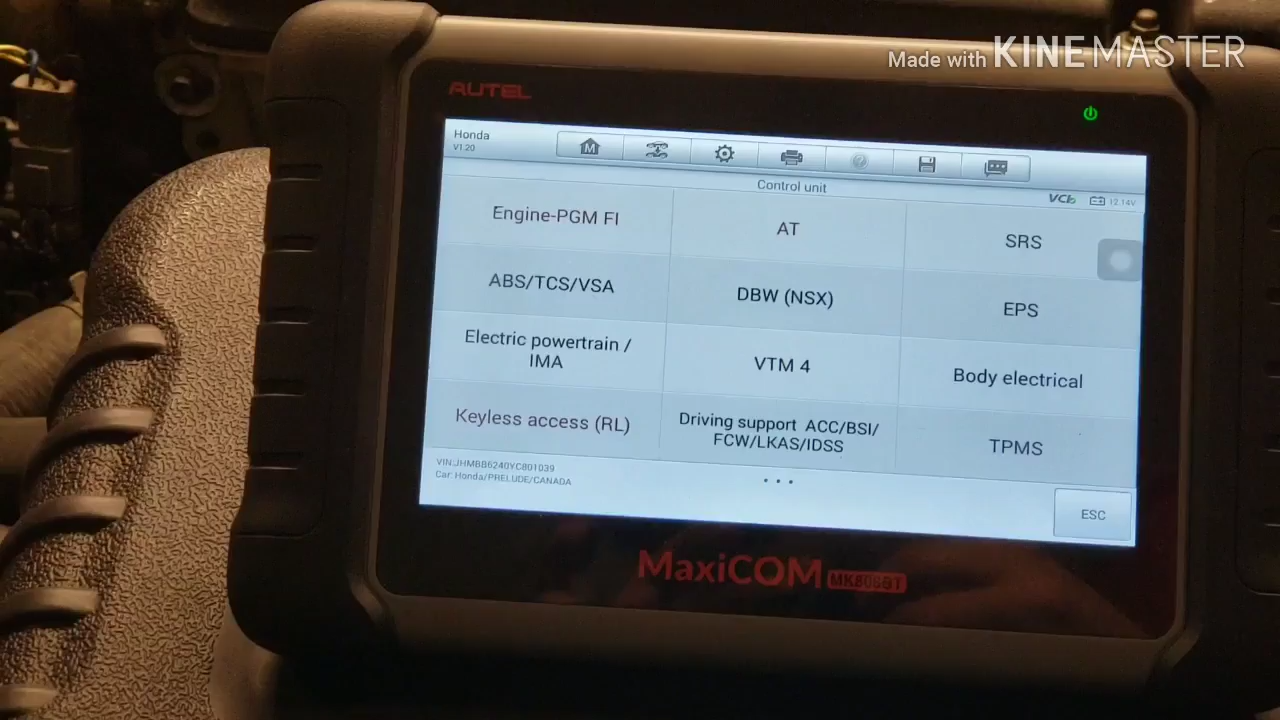 Made with KINEMASTER
AUTEL
Honda
V1.20
Control unit
VCI
12.14V
Engine-PGM FI
AT
SRS
ABS/TCS/VSA
DBW (NSX)
EPS
Electric powertrain /
IMA
VTM 4
Body electrical
Keyless access (RL)
Driving support ACC/BSI/
FCW/LKAS/IDSS
TPMS
VIN:JHMBB6240YC801039
Car: Honda/PRELUDE/CANADA
...
ESC
MaxiCOM MK808BT